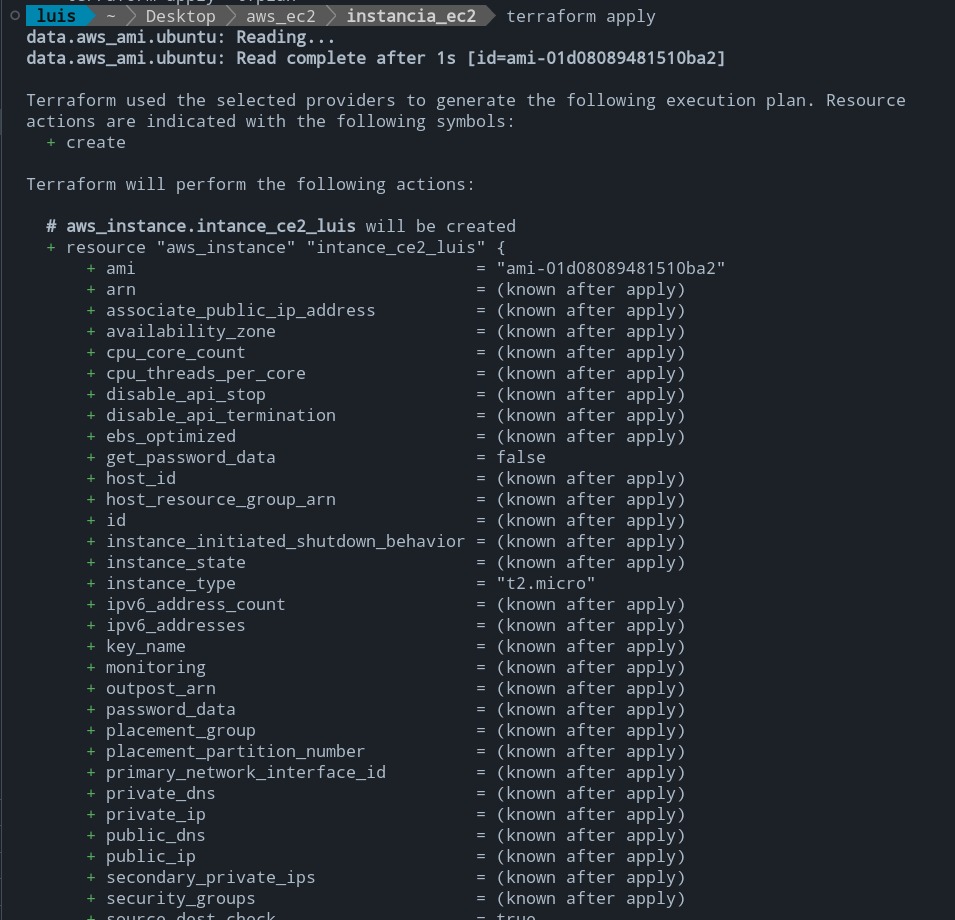 luis ~ Desktop aws_ec2 instancia_ec2 terraform apply
data.aws_ami.ubuntu: Reading...
data.aws_ami.ubuntu: Read complete after 1s [id=ami-01d08089481510ba2]
Terraform used the selected providers to generate the following execution plan. Resource
actions are indicated with the following symbols:
+ create
Terraform will perform the following actions:
# aws_instance.intance_ce2_luis will be created
+ resource "aws_instance" "intance_ce2_luis" {
+ ami = "ami-01d08089481510ba2"
+ arn = (known after apply)
+ associate_public_ip_address = (known after apply)
+ availability_zone = (known after apply)
+ cpu_core_count = (known after apply)
+ cpu_threads_per_core = (known after apply)
+ disable_api_stop = (known after apply)
+ disable_api_termination = (known after apply)
+ ebs_optimized = (known after apply)
+ get_password_data = false
+ host_id = (known after apply)
+ host_resource_group_arn = (known after apply)
+ id = (known after apply)
+ instance_initiated_shutdown_behavior = (known after apply)
+ instance_state = (known after apply)
+ instance_type = "t2.micro"
+ ipv6_address_count = (known after apply)
+ ipv6_addresses = (known after apply)
+ key_name = (known after apply)
+ monitoring = (known after apply)
+ outpost_arn = (known after apply)
+ password_data = (known after apply)
+ placement_group = (known after apply)
+ placement_partition_number = (known after apply)
+ primary_network_interface_id = (known after apply)
+ private_dns = (known after apply)
+ private_ip = (known after apply)
+ public_dns = (known after apply)
+ public_ip = (known after apply)
+ secondary_private_ips = (known after apply)
+ security_groups = (known after apply)
+ source_dest_check = true